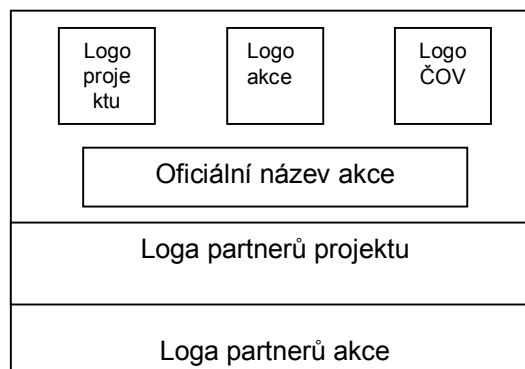 Logo
proje
ktu
Logo
akce
Logo
ČOV
Oficiální název akce
Loga partnerů projektu
Loga partnerů akce